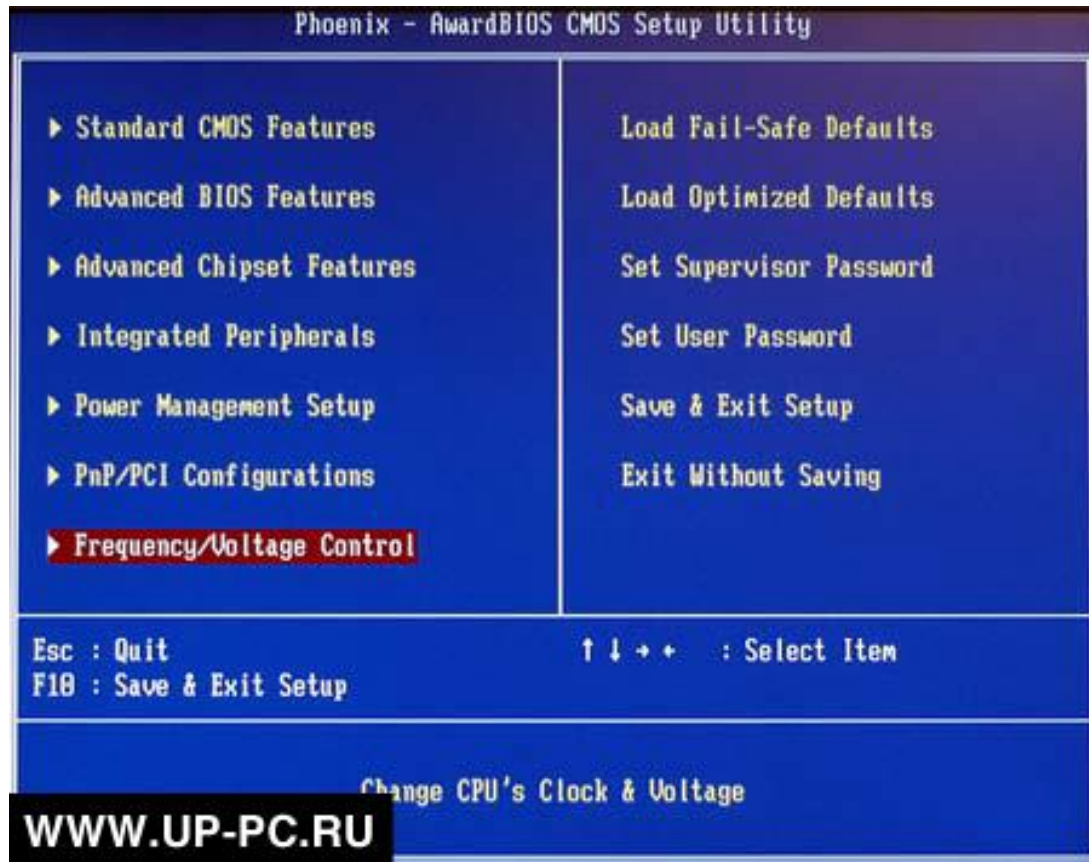 Phoenix - AwardBIOS CMOS Setup Utility
▶ Standard CMOS Features
▶ Advanced BIOS Features
▶ Advanced Chipset Features
▶ Integrated Peripherals
▶ Power Management Setup
▶ PnP/PCI Configurations
▶ Frequency/Voltage Control
Load Fail-Safe Defaults
Load Optimized Defaults
Set Supervisor Password
Set User Password
Save & Exit Setup
Exit Without Saving
Esc : Quit
F10 : Save & Exit Setup
↑ ↓ → ← : Select Item
Change CPU's Clock & Voltage
WWW.UP-PC.RU